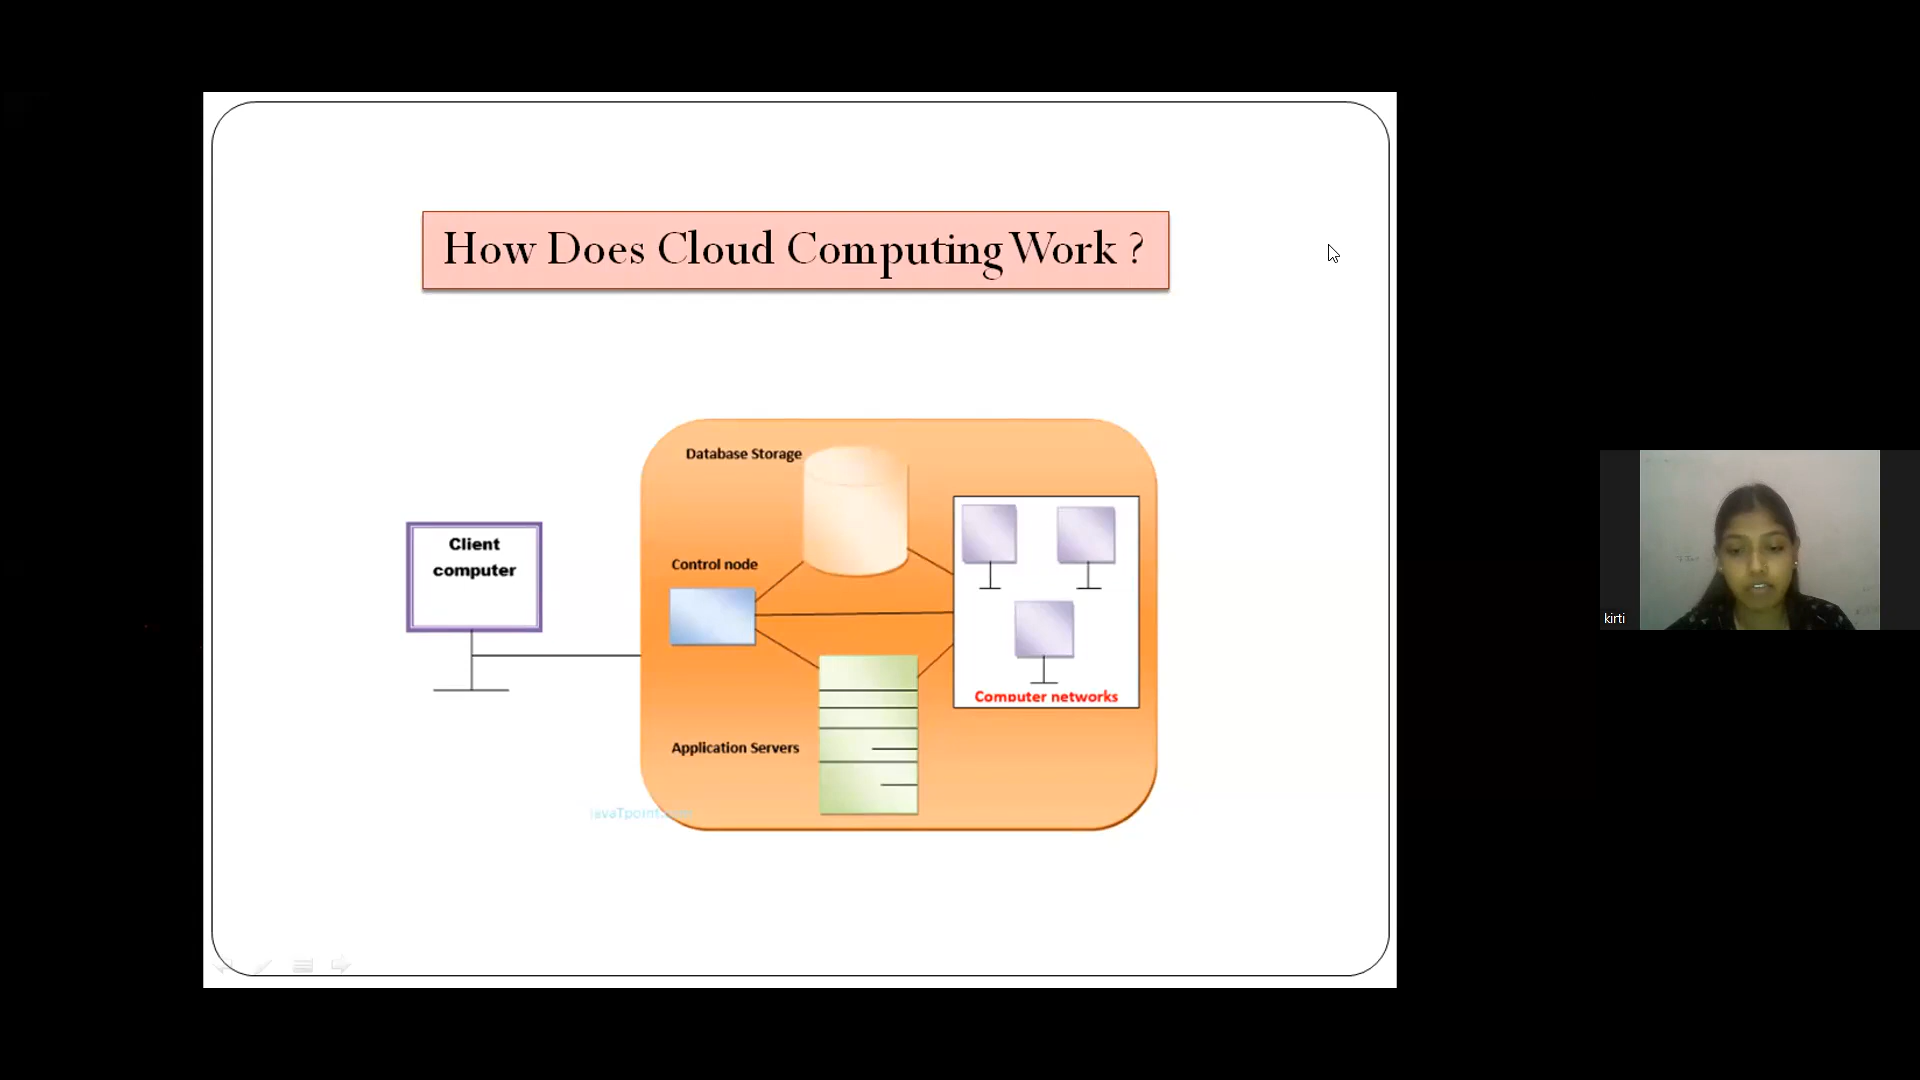 How Does Cloud Computing Work ?
Database Storage
Client
computer
Control node
Computer networks
Application Servers
kirti